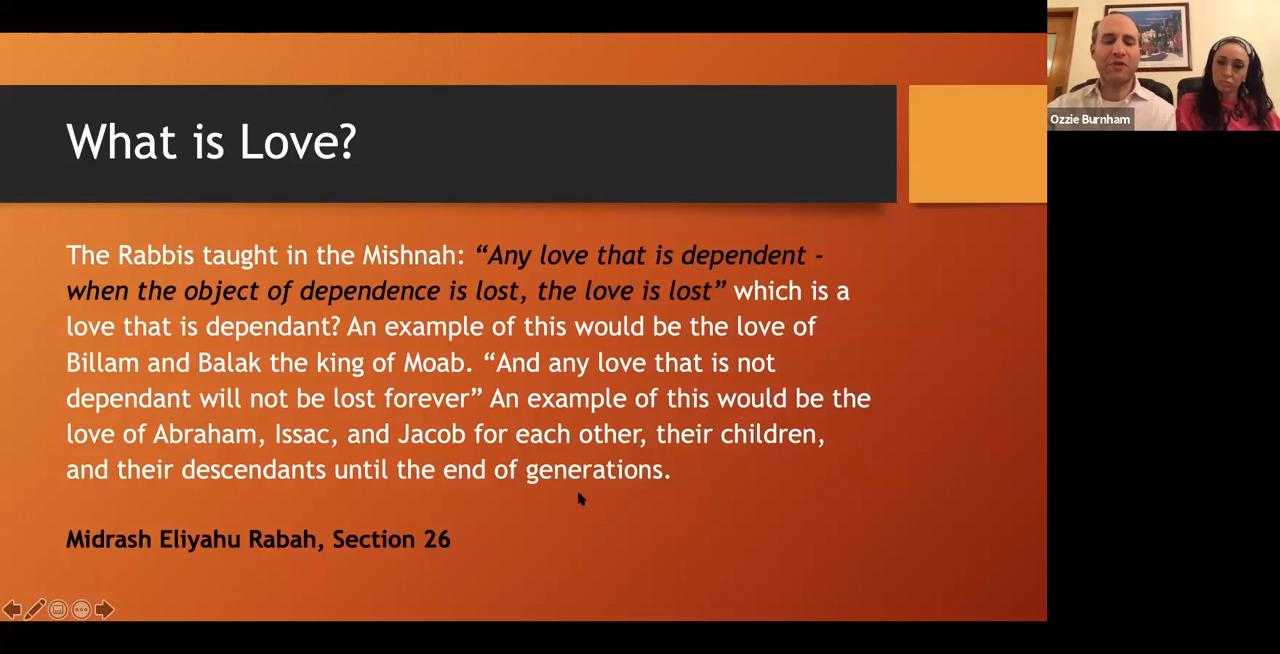 What is Love?
The Rabbis taught in the Mishnah: “Any love that is dependent -
when the object of dependence is lost, the love is lost” which is a
love that is dependant? An example of this would be the love of
Billam and Balak the king of Moab. “And any love that is not
dependant will not be lost forever” An example of this would be the
love of Abraham, Issac, and Jacob for each other, their children,
and their descendants until the end of generations.
Midrash Eliyahu Rabah, Section 26
Ozzie Burnham